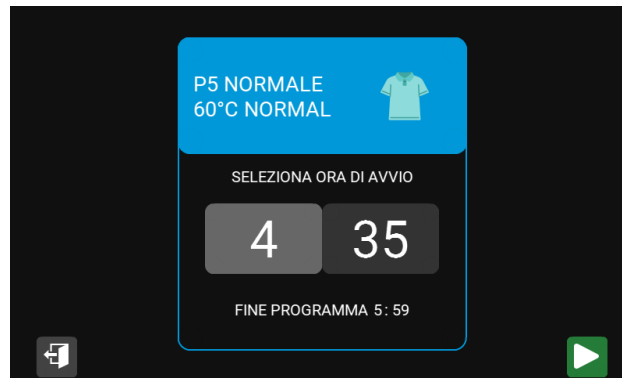 P5 NORMALE
60°C NORMAL
SELEZIONA ORA DI AVVIO
4 35
FINE PROGRAMMA 5:59